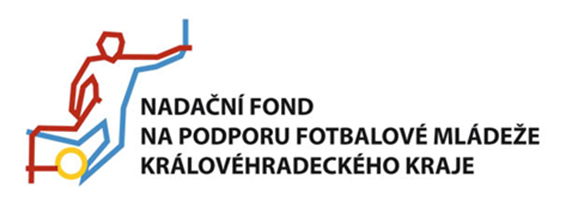 NADAČNÍ FOND
NA PODPORU FOTBALOVÉ MLÁDEŽE
KRÁLOVÉHRADECKÉHO KRAJE